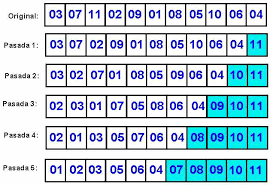 Original: 03 07 11 02 09 01 08 05 10 06 04
Pasada 1: 03 07 02 09 01 08 05 10 06 04 11
Pasada 2: 03 02 07 01 08 05 09 06 04 10 11
Pasada 3: 02 03 01 07 05 08 06 04 09 10 11
Pasada 4: 02 01 03 05 07 06 04 08 09 10 11
Pasada 5: 01 02 03 05 06 04 07 08 09 10 11